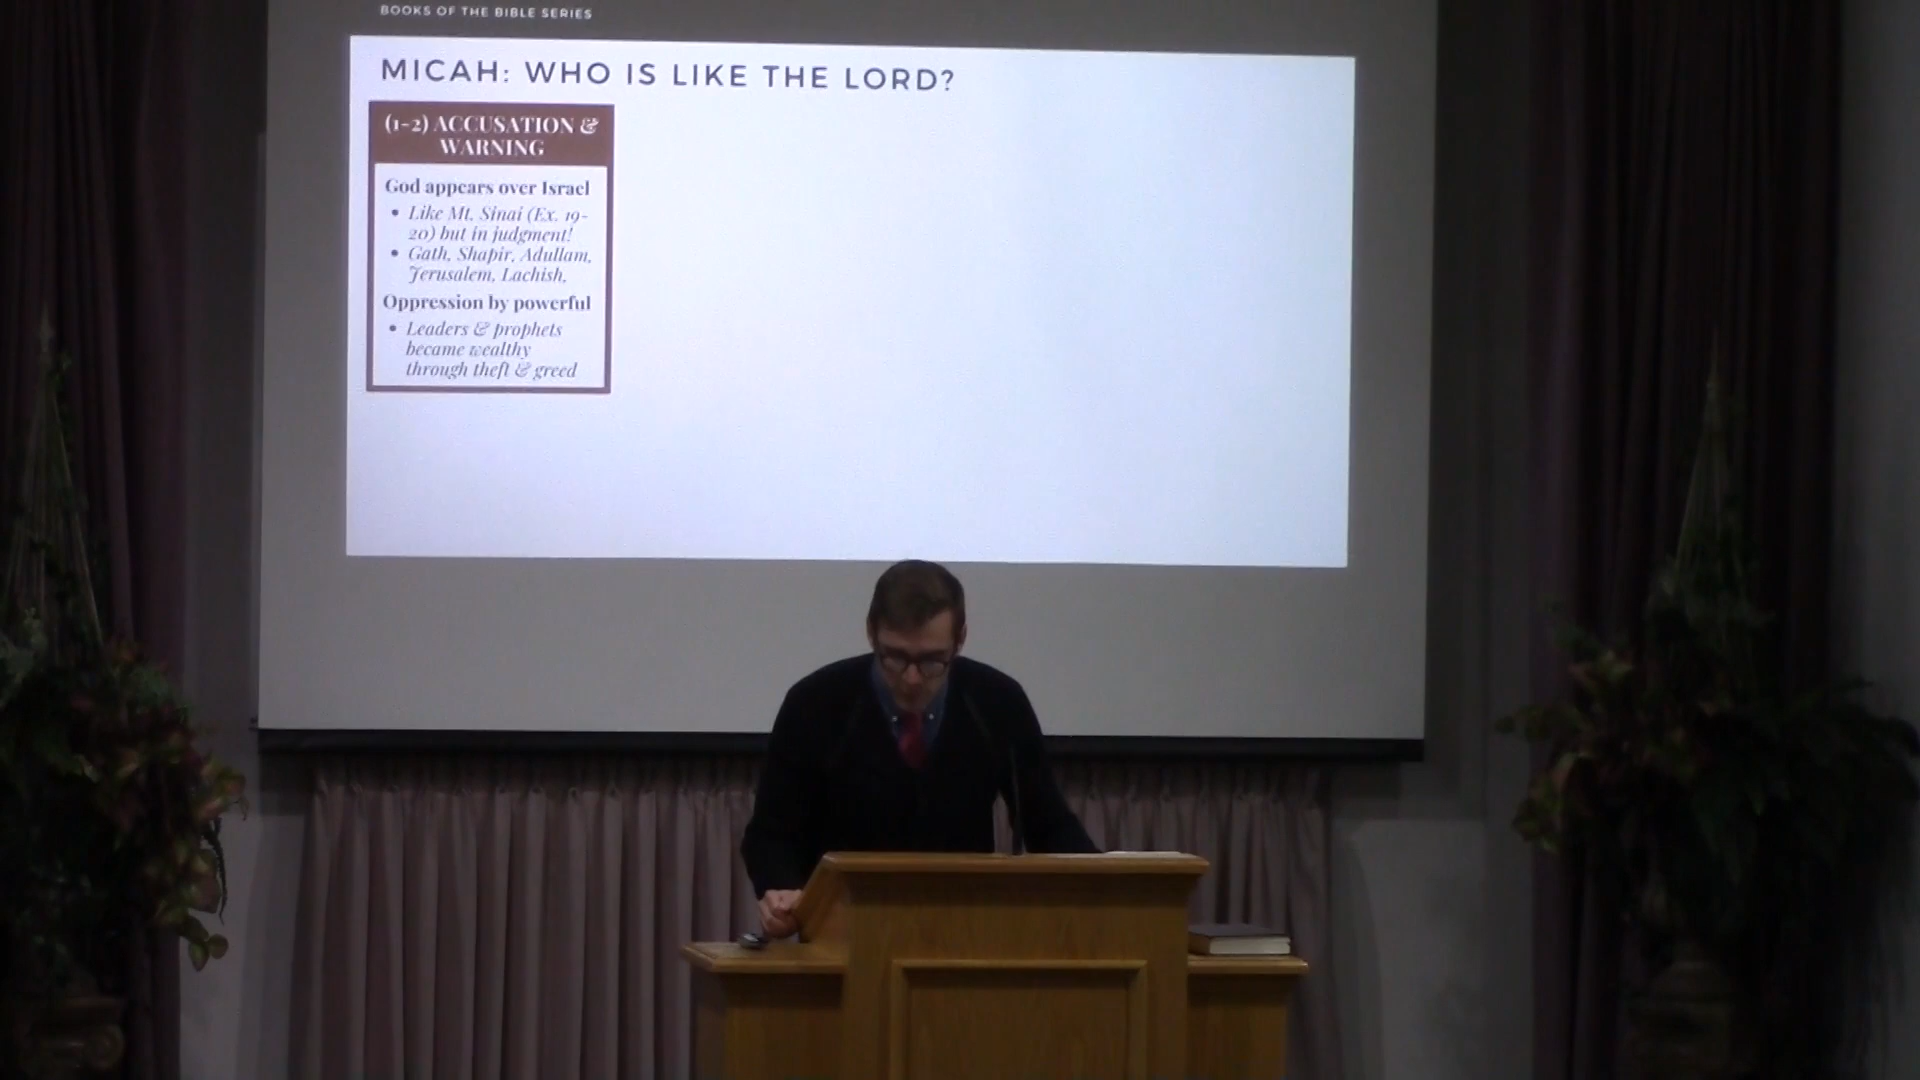 BOOKS OF THE BIBLE SERIES
MICAH: WHO IS LIKE THE LORD?
(1-2) ACCUSATION &
WARNING
God appears over Israel
• Like Mt. Sinai (Ex. 19-
20) but in judgment!
• Gath, Shapir, Adullam,
Jerusalem, Lachish,
Oppression by powerful
• Leaders & prophets
became wealthy
through theft & greed